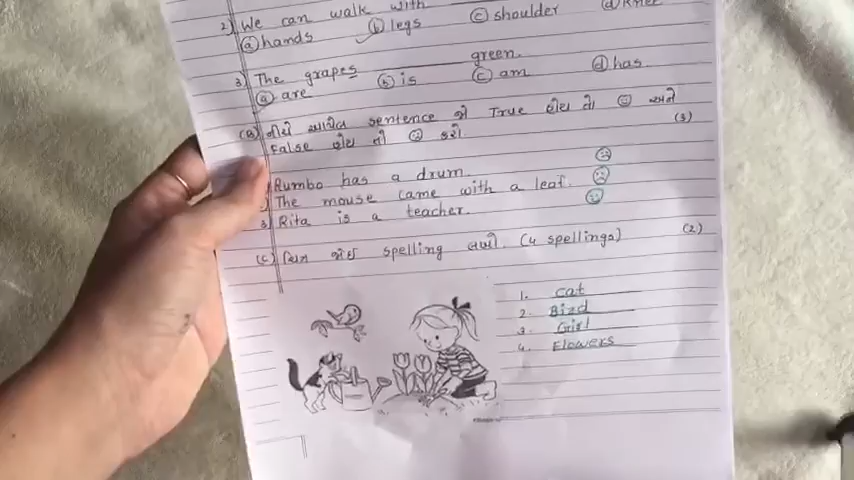 2) We can walk with
ⓐ hands ⓑ legs ⓒ shoulder ⓓ knee
3) The grapes ______ green.
ⓐ are ⓑ is ⓒ am ⓓ has
(B) નીચે આપેલ sentence જો True હોય તો ☺ અને
False હોય તો ☹ કરો. (3)
Rumbo has a drum. ☹
The mouse came with a leaf. ☹
3 Rita is a teacher. ☺
(C) ચિત્ર જોઈ spelling લખો. (4 spellings) (2)
1. cat
2. Bird
3. Girl
4. Flowers